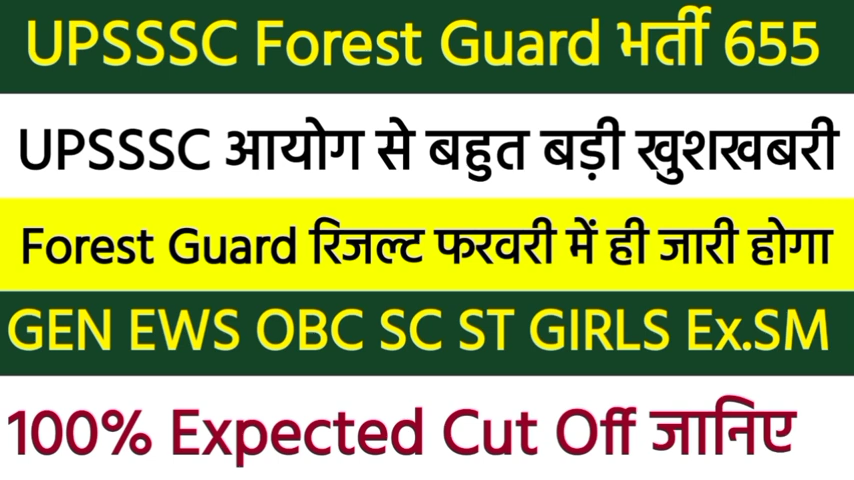 UPSSSC Forest Guard भर्ती 655
UPSSSC आयोग से बहुत बड़ी खुशखबरी
Forest Guard रिजल्ट फरवरी में ही जारी होगा
GEN EWS OBC SC ST GIRLS Ex.SM
100% Expected Cut Off जानिए